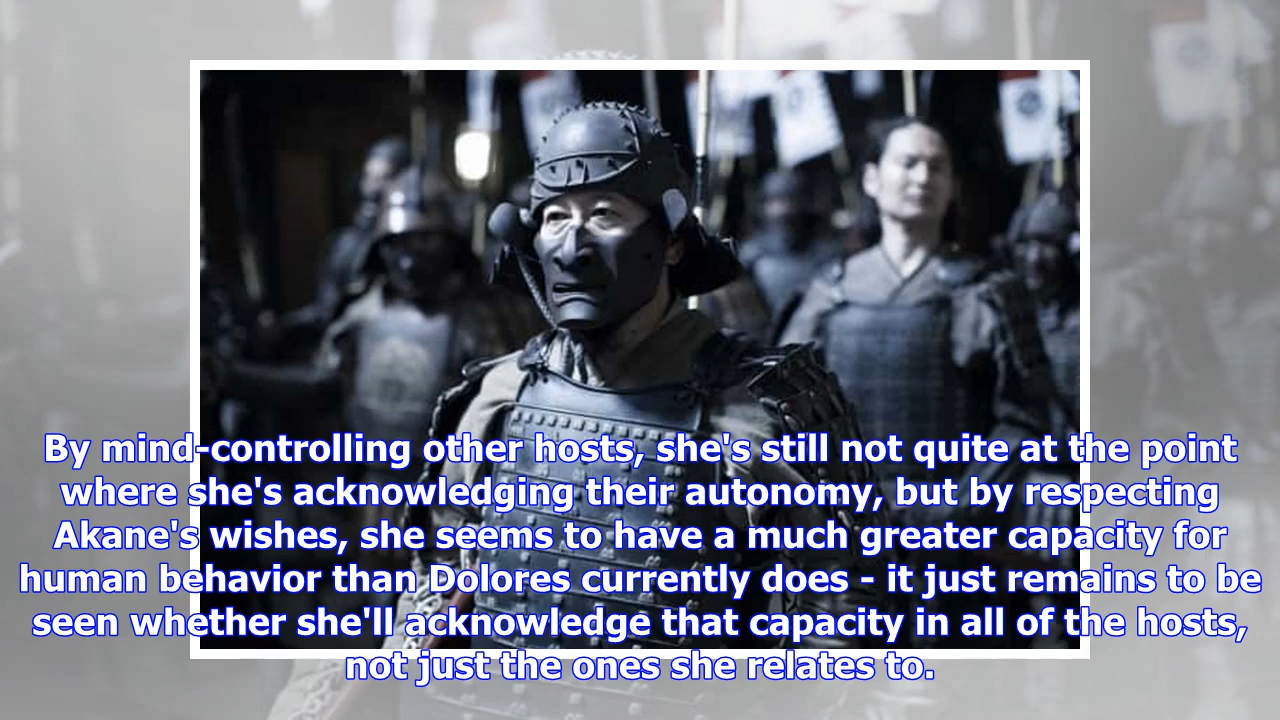 By mind-controlling other hosts, she's still not quite at the point
where she's acknowledging their autonomy, but by respecting
Akane's wishes, she seems to have a much greater capacity for
human behavior than Dolores currently does - it just remains to be
seen whether she'll acknowledge that capacity in all of the hosts,
not just the ones she relates to.